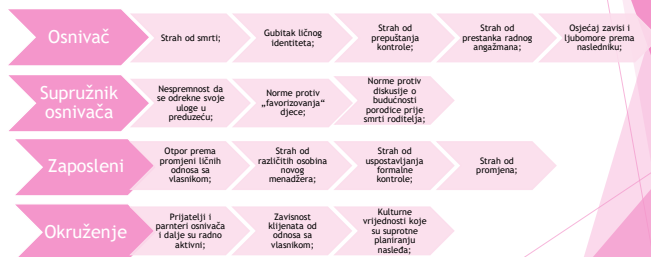 Osnivač
Strah od smrti;
Gubitak ličnog
identiteta;
Strah od
prepuštanja
kontrole;
Strah od
prestanka radnog
angažmana;
Osjećaj zavisi i
ljubomore prema
nasledniku;
Supružnik
osnivača
Nespremnost da
se odrekne svoje
uloge u
preduzeću;
Norme protiv
„favorizovanja“
djece;
Norme protiv
diskusije o
budućnosti
porodice prije
smrti roditelja;
Zaposleni
Otpor prema
promjeni ličnih
odnosa sa
vlasnikom;
Strah od
različitih osobina
novog
menadžera;
Strah od
uspostavljanja
formalne
kontrole;
Strah od
promjena;
Okruženje
Prijatelji i
parnteri osnivača
i dalje su radno
aktivni;
Zavisnost
klijenata od
odnosa sa
vlasnikom;
Kulturne
vrijednosti koje
su suprotne
planiranju
nasleđa;